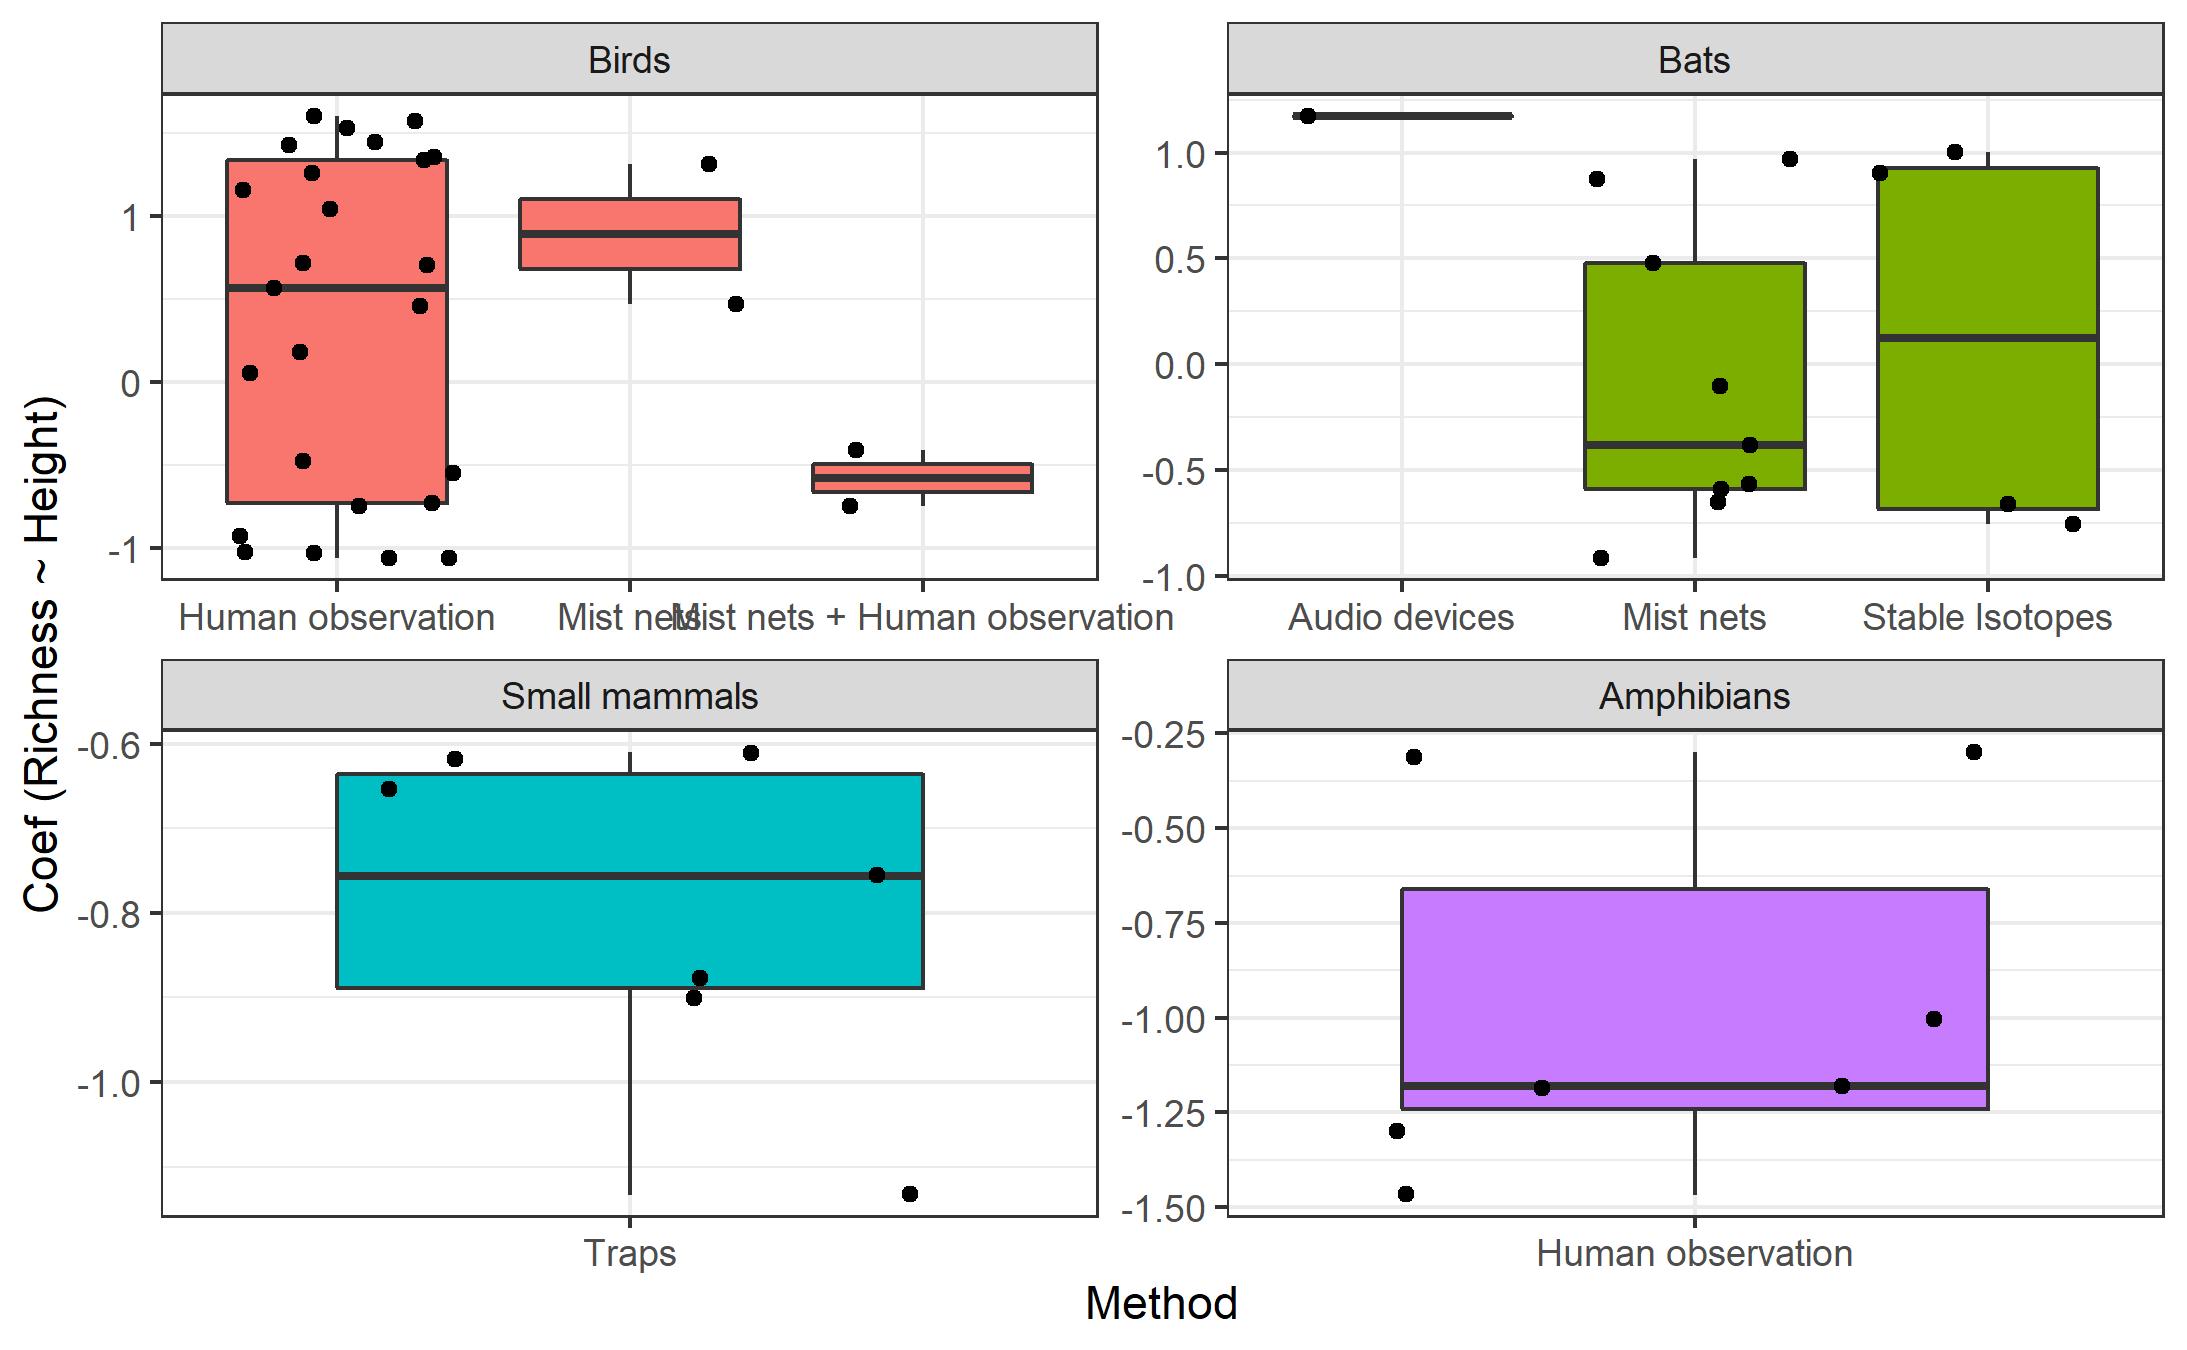 Birds
Bats
1
0
-1
1.0
0.5
0.0
-0.5
-1.0
Human observation
Mist nets
Mist nets + Human observation
Audio devices
Mist nets
Stable Isotopes
Coef (Richness ~ Height)
Small mammals
Amphibians
-0.6
-0.8
-1.0
-0.25
-0.50
-0.75
-1.00
-1.25
-1.50
Traps
Human observation
Method